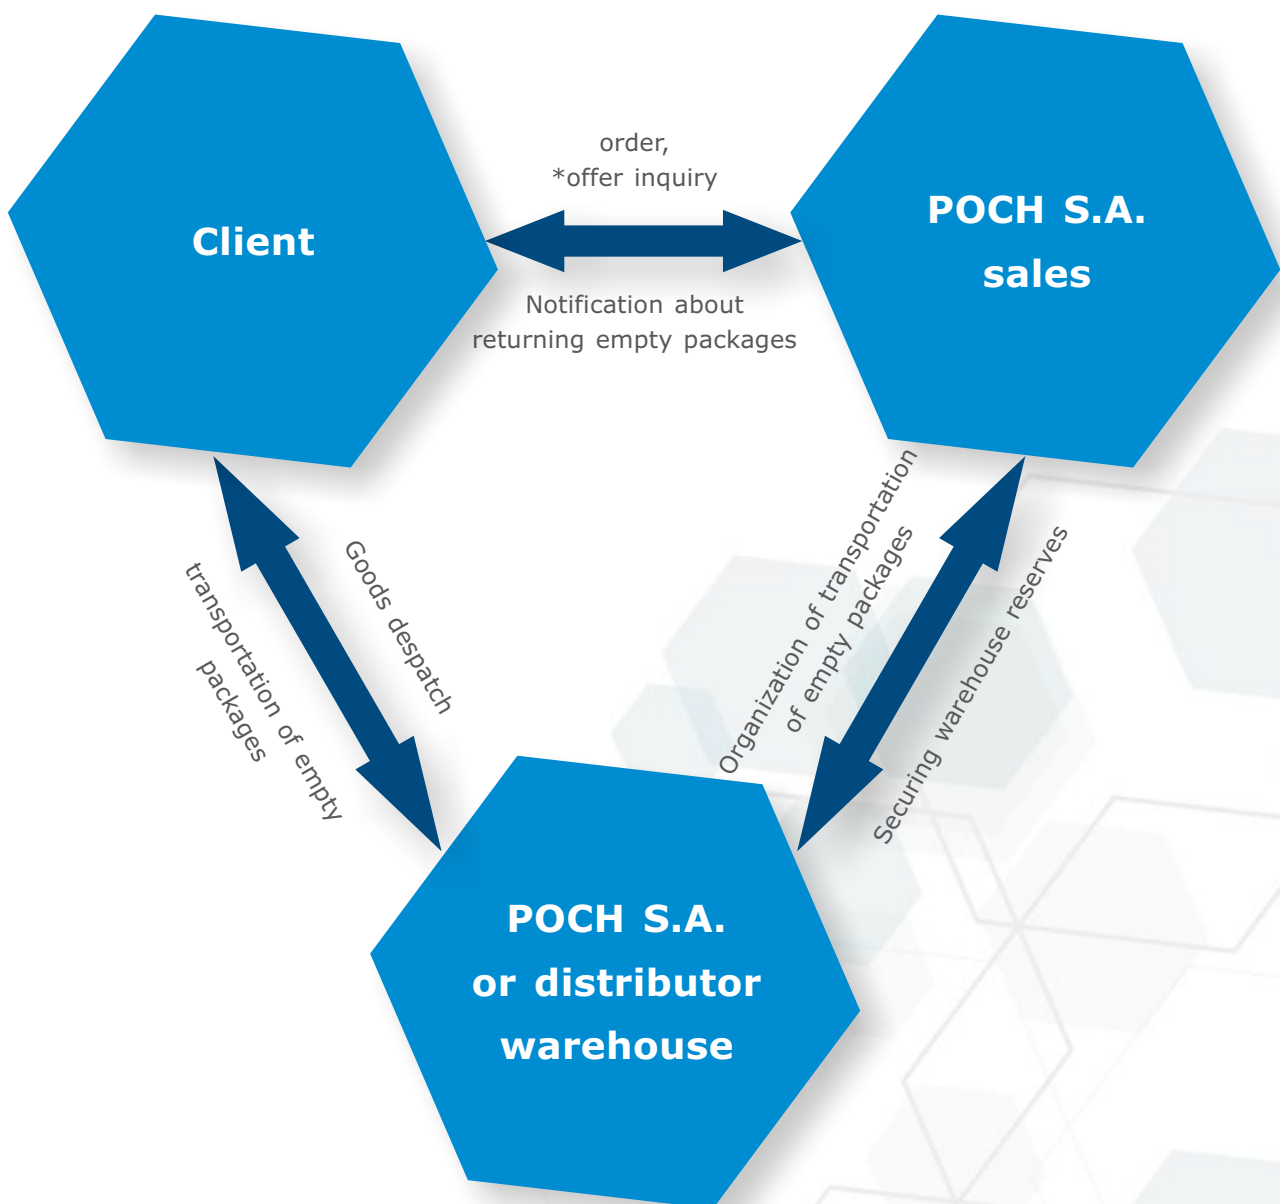 order,
*offer inquiry
Client
POCH S.A.
sales
Notification about
returning empty packages
Goods despatch
transportation of empty
packages
Organization of transportation
of empty packages
Securing warehouse reserves
POCH S.A.
or distributor
warehouse